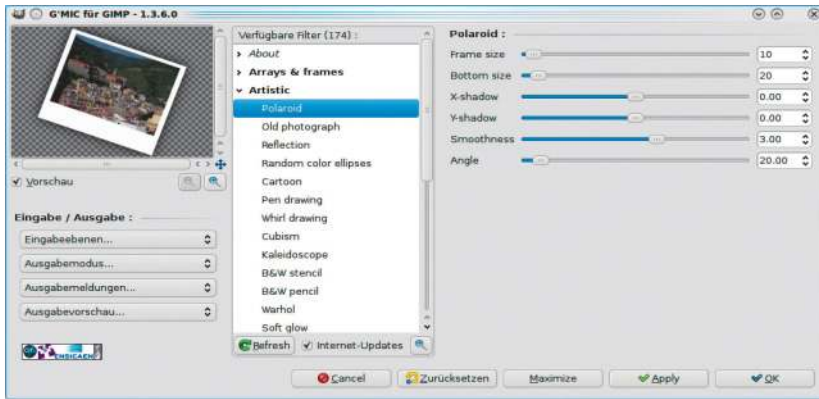 G'MIC für GIMP - 1.3.6.0
Vorschau
Eingabe / Ausgabe :
Eingabeebenen...
Ausgabemodus...
Ausgabemeldungen...
Ausgabevorschau...
ENSICAEN
Verfügbare Filter (174) :
About
Arrays & frames
Artistic
Polaroid
Old photograph
Reflection
Random color ellipses
Cartoon
Pen drawing
Whirl drawing
Cubism
Kaleidoscope
B&W stencil
B&W pencil
Warhol
Soft glow
Refresh
Internet-Updates
Polaroid :
Frame size 10
Bottom size 20
X-shadow 0.00
Y-shadow 0.00
Smoothness 3.00
Angle 20.00
Cancel
Zurücksetzen
Maximize
Apply
OK